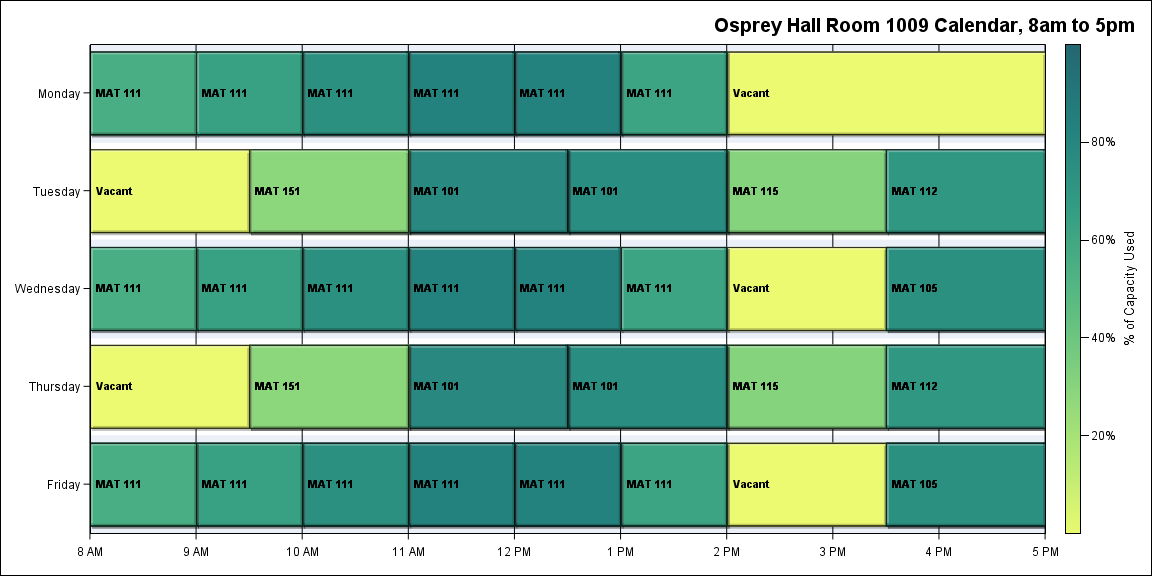 Osprey Hall Room 1009 Calendar, 8am to 5pm
Monday MAT 111 MAT 111 MAT 111 MAT 111 MAT 111 MAT 111 Vacant
Tuesday Vacant MAT 151 MAT 101 MAT 101 MAT 115 MAT 112
Wednesday MAT 111 MAT 111 MAT 111 MAT 111 MAT 111 MAT 111 Vacant MAT 105
Thursday Vacant MAT 151 MAT 101 MAT 101 MAT 115 MAT 112
Friday MAT 111 MAT 111 MAT 111 MAT 111 MAT 111 MAT 111 Vacant MAT 105
8 AM 9 AM 10 AM 11 AM 12 PM 1 PM 2 PM 3 PM 4 PM 5 PM
80%
60%
40%
20%
% of Capacity Used